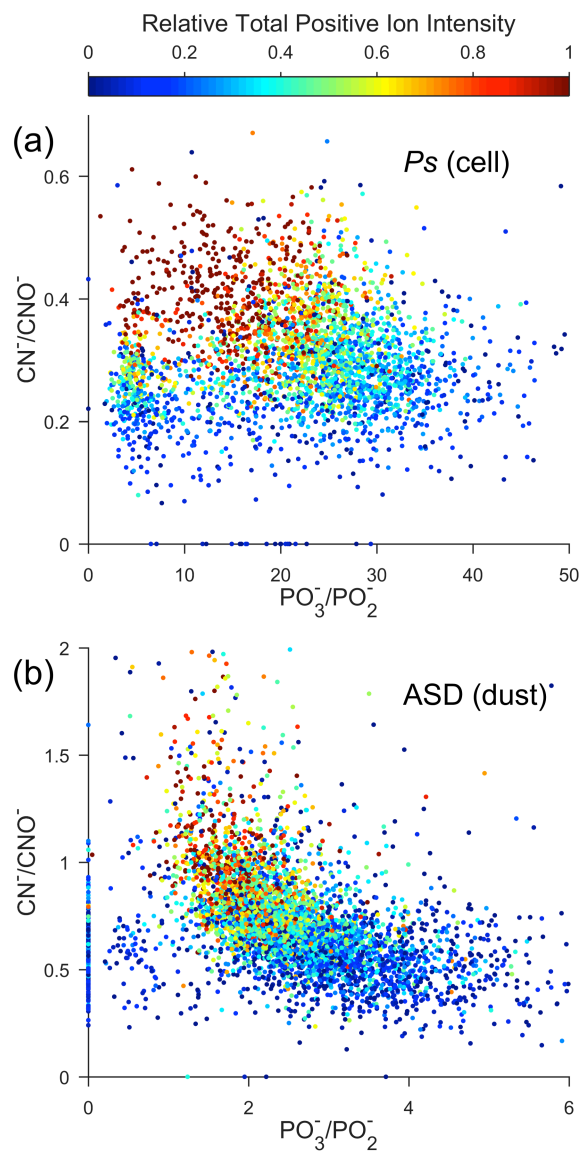 Relative Total Positive Ion Intensity
0 0.2 0.4 0.6 0.8 1
(a)
Ps (cell)
0.6
0.4
0.2
0
CN⁻/CNO⁻
0 10 20 30 40 50
PO₃⁻/PO₂⁻
(b)
ASD (dust)
2
1.5
1
0.5
0
CN⁻/CNO⁻
0 2 4 6
PO₃⁻/PO₂⁻